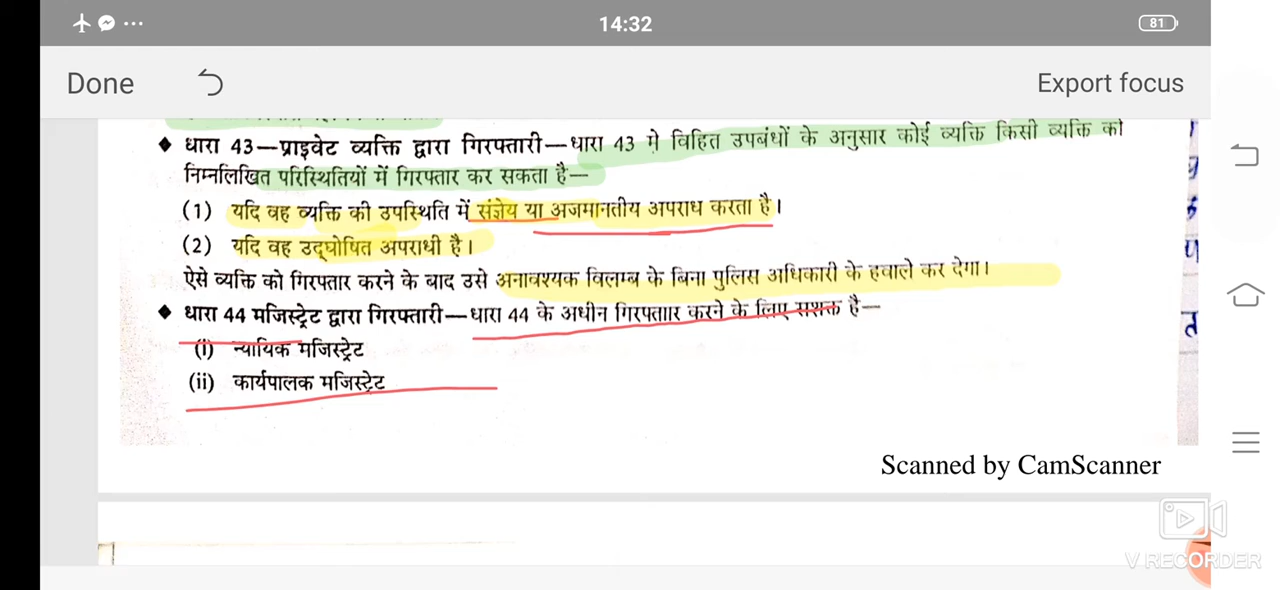 14:32
81
Done
Export focus
◆ धारा 43—प्राइवेट व्यक्ति द्वारा गिरफ्तारी—धारा 43 मे विहित उपबंधों के अनुसार कोई व्यक्ति किसी व्यक्ति को
निम्नलिखित परिस्थितियों में गिरफ्तार कर सकता है—
(1) यदि वह व्यक्ति की उपस्थिति में संज्ञेय या अजमानतीय अपराध करता है।
(2) यदि वह उद्घोषित अपराधी है।
ऐसे व्यक्ति को गिरफ्तार करने के बाद उसे अनावश्यक विलम्ब के बिना पुलिस अधिकारी के हवाले कर देगा।
◆ धारा 44 मजिस्ट्रेट द्वारा गिरफ्तारी—धारा 44 के अधीन गिरफ्ताार करने के लिए सशक्त है—
(i) न्यायिक मजिस्ट्रेट
(ii) कार्यपालक मजिस्ट्रेट
Scanned by CamScanner
V RECORDER